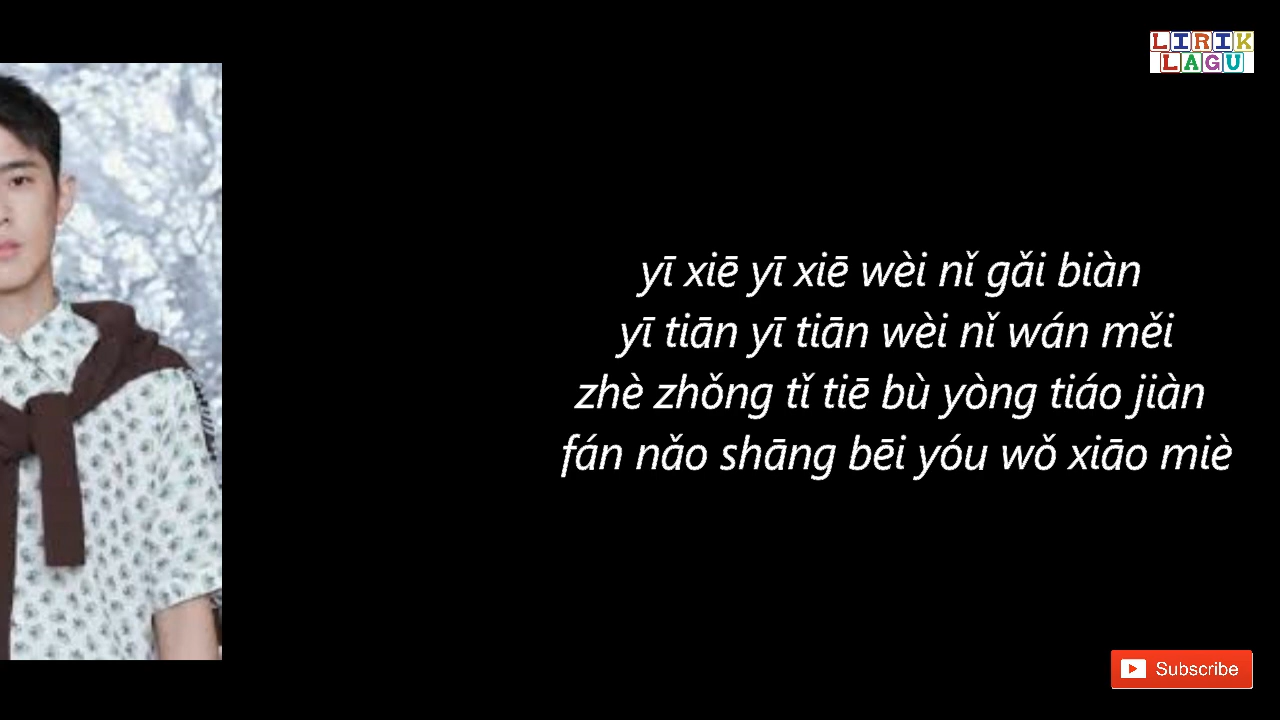 LIRIK
LAGU
yī xiē yī xiē wèi nǐ gǎi biàn
yī tiān yī tiān wèi nǐ wán měi
zhè zhǒng tǐ tiē bù yòng tiáo jiàn
fán nǎo shāng bēi yóu wǒ xiāo miè
Subscribe